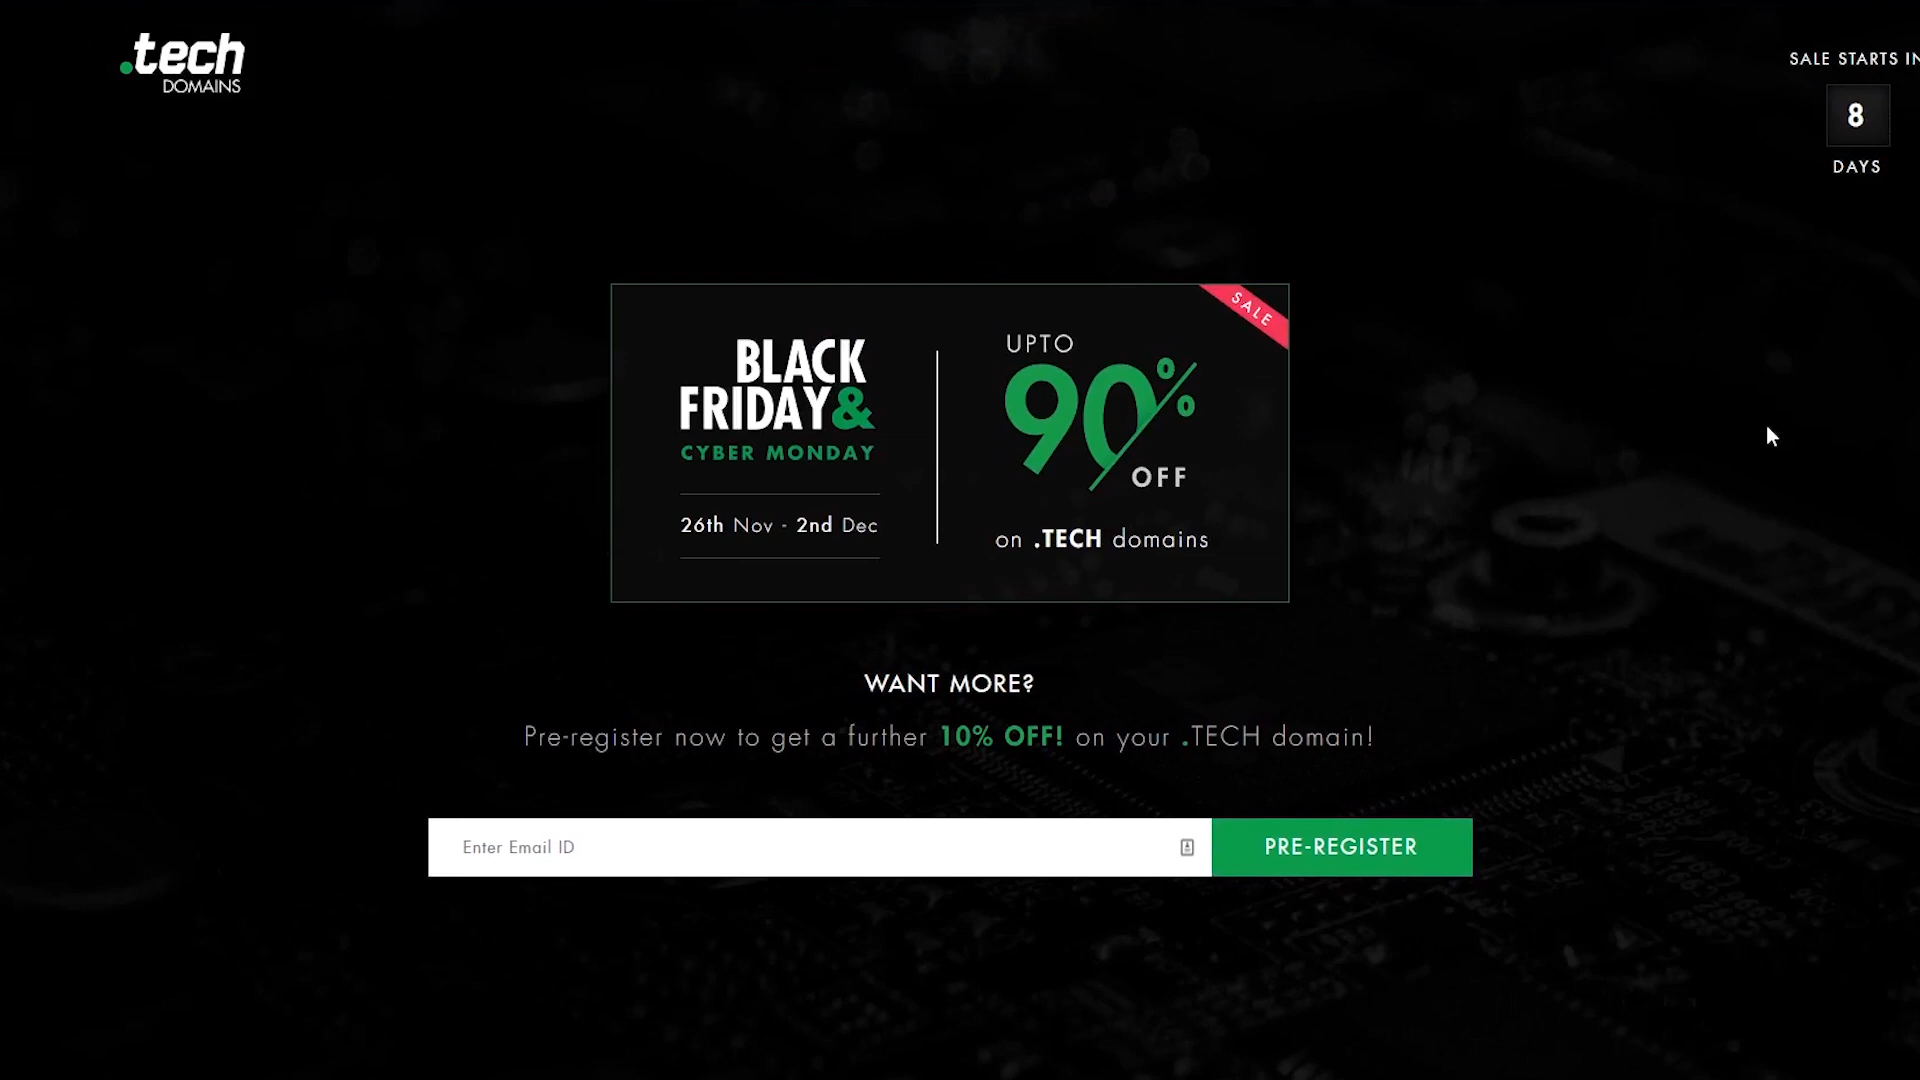 .tech
DOMAINS
SALE STARTS IN
8
DAYS
SALE
BLACK
FRIDAY&
CYBER MONDAY
26th Nov - 2nd Dec
UPTO
90%
OFF
on .TECH domains
WANT MORE?
Pre-register now to get a further 10% OFF! on your .TECH domain!
Enter Email ID
PRE-REGISTER